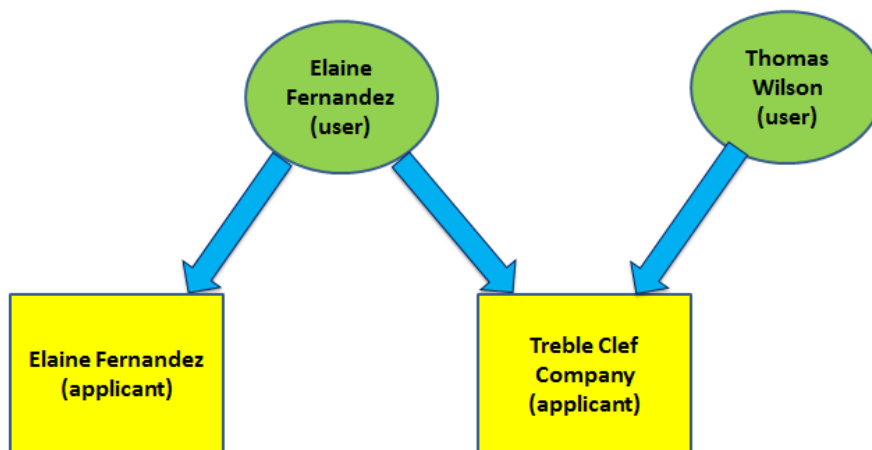 Elaine
Fernandez
(user)
Thomas
Wilson
(user)
Elaine Fernandez
(applicant)
Treble Clef
Company
(applicant)